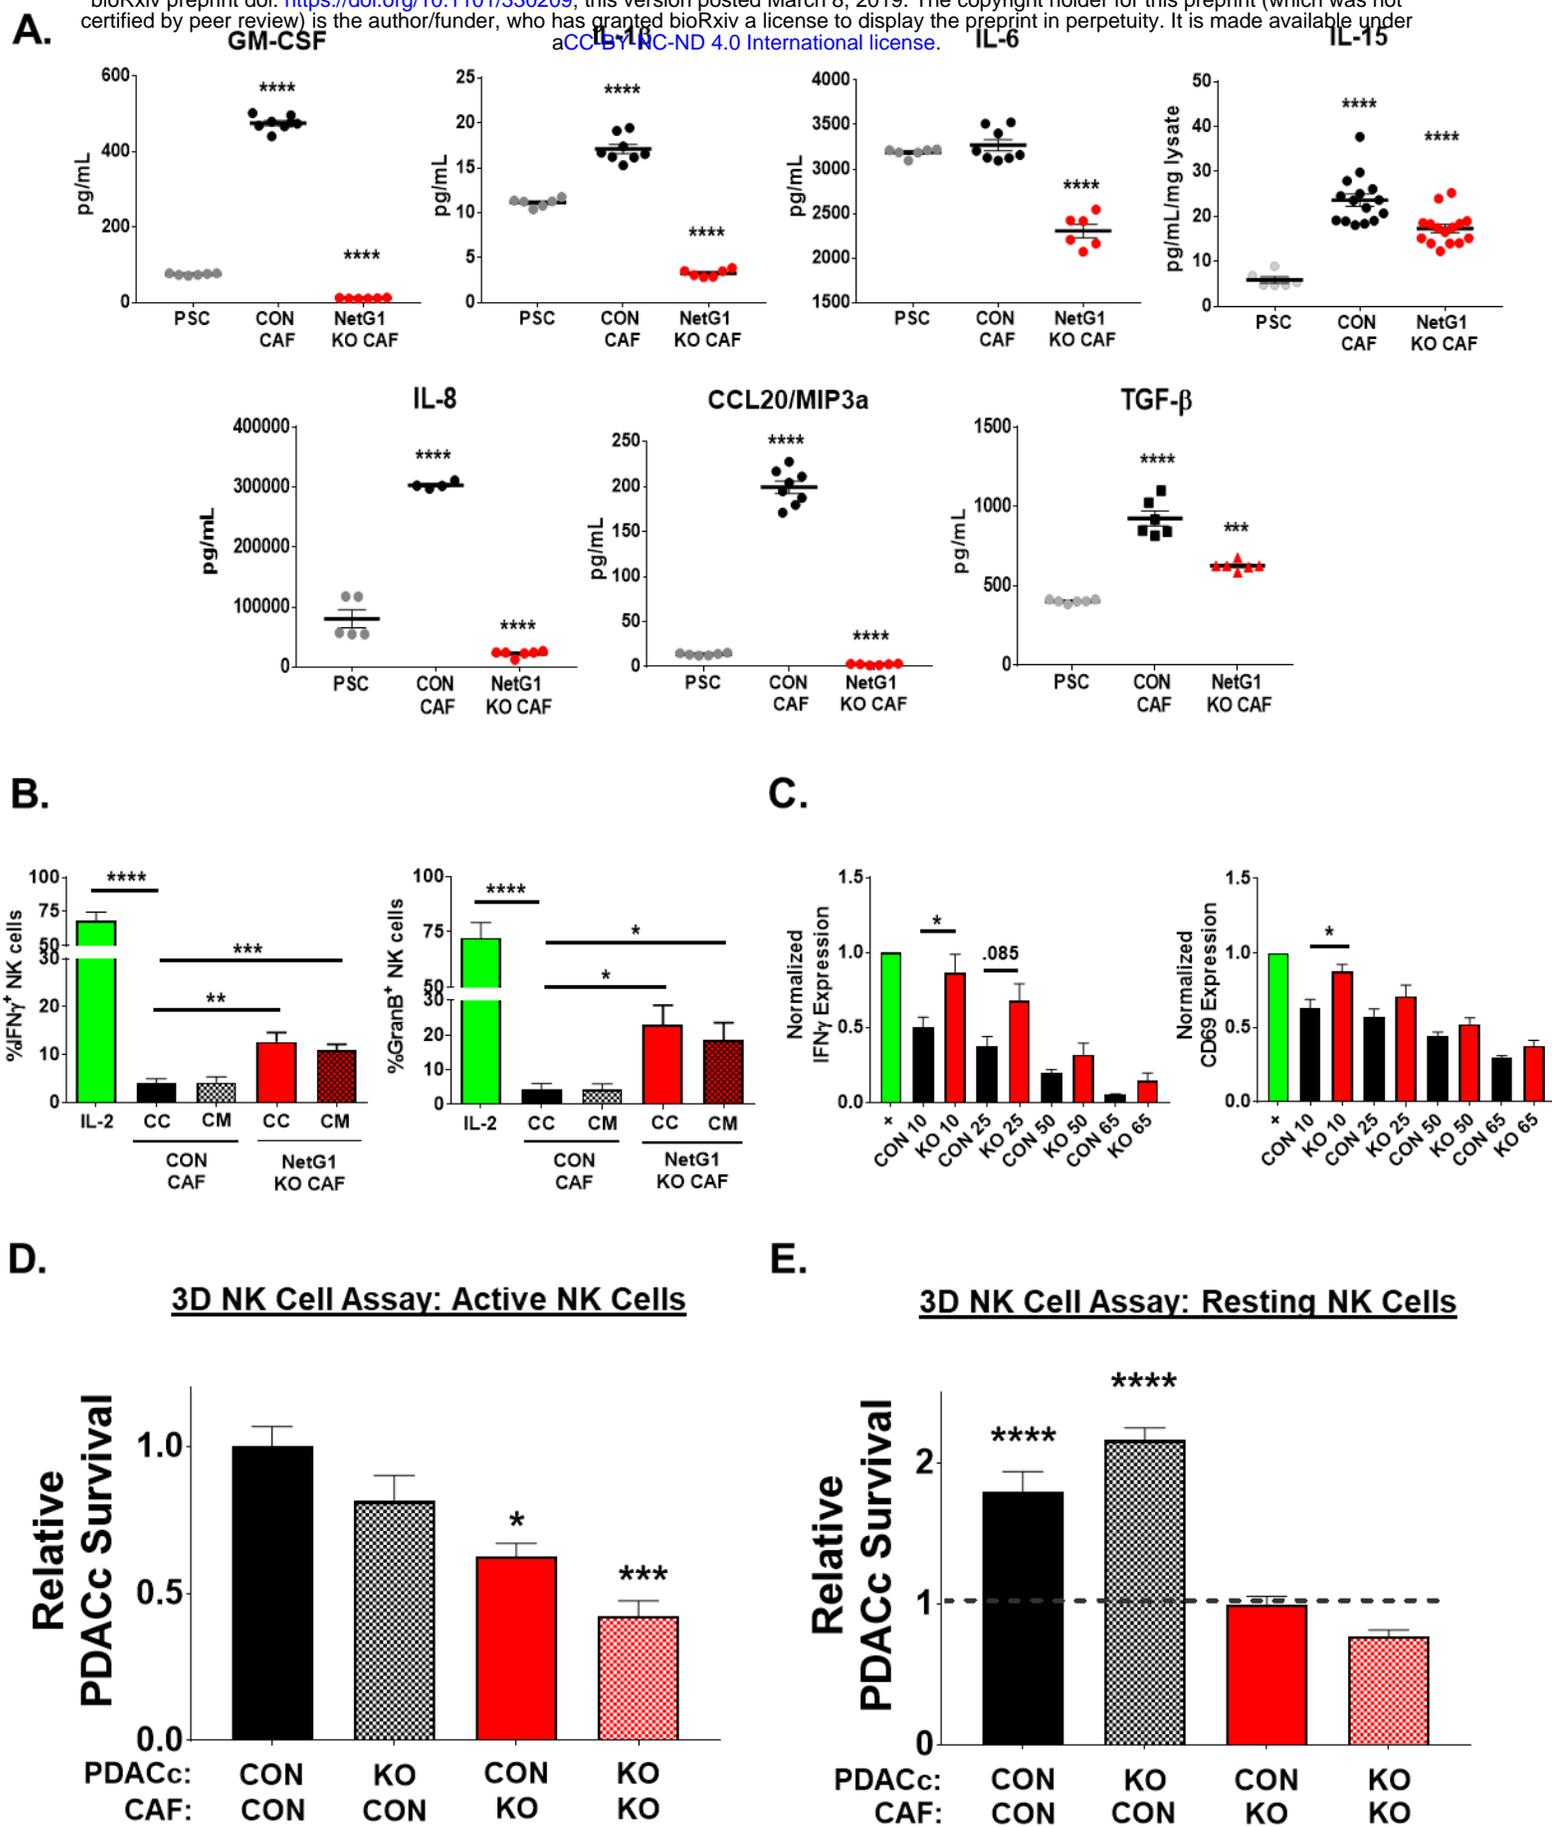 bioRxiv preprint doi: https://doi.org/10.1101/330209; this version posted March 8, 2019. The copyright holder for this preprint (which was not
certified by peer review) is the author/funder, who has granted bioRxiv a license to display the preprint in perpetuity. It is made available under
aCC-BY-NC-ND 4.0 International license.
A.
GM-CSF
IL-1β
IL-6
IL-15
pg/mL
600
400
200
0
****
****
PSC
CON
CAF
NetG1
KO CAF
pg/mL
25
20
15
10
5
0
****
****
PSC
CON
CAF
NetG1
KO CAF
pg/mL
4000
3500
3000
2500
2000
1500
****
PSC
CON
CAF
NetG1
KO CAF
pg/mL/mg lysate
50
40
30
20
10
0
****
****
PSC
CON
CAF
NetG1
KO CAF
IL-8
CCL20/MIP3a
TGF-β
pg/mL
400000
300000
200000
100000
0
****
****
PSC
CON
CAF
NetG1
KO CAF
pg/mL
250
200
150
100
50
0
****
****
PSC
CON
CAF
NetG1
KO CAF
pg/mL
1500
1000
500
0
****
***
PSC
CON
CAF
NetG1
KO CAF
B.
%IFNγ+ NK cells
100
75
50
30
20
10
0
****
***
**
IL-2
CC
CM
CC
CM
CON
CAF
NetG1
KO CAF
%GranB+ NK cells
100
75
50
30
20
10
0
****
*
*
IL-2
CC
CM
CC
CM
CON
CAF
NetG1
KO CAF
C.
Normalized
IFNγ Expression
1.5
1.0
0.5
0.0
*
.085
+
CON 10
KO 10
CON 25
KO 25
CON 50
KO 50
CON 65
KO 65
Normalized
CD69 Expression
1.5
1.0
0.5
0.0
*
+
CON 10
KO 10
CON 25
KO 25
CON 50
KO 50
CON 65
KO 65
D.
3D NK Cell Assay: Active NK Cells
Relative
PDACc Survival
1.0
0.5
0.0
*
***
PDACc: CON KO CON KO
CAF: CON CON KO KO
E.
3D NK Cell Assay: Resting NK Cells
Relative
PDACc Survival
2
1
0
****
****
PDACc: CON KO CON KO
CAF: CON CON KO KO